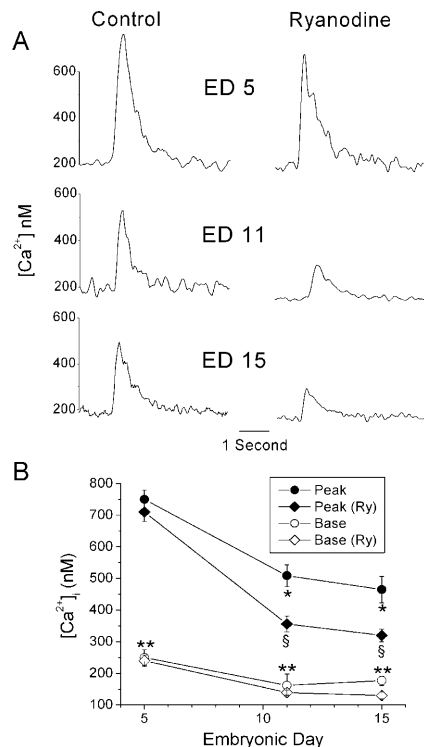 A
Control
Ryanodine
ED 5
600
400
200
ED 11
600
400
200
[Ca2+] nM
ED 15
400
200
1 Second
B
Peak
Peak (Ry)
Base
Base (Ry)
800
700
600
500
400
300
200
100
[Ca2+]i (nM)
*
*
§
§
**
**
**
5
10
15
Embryonic Day